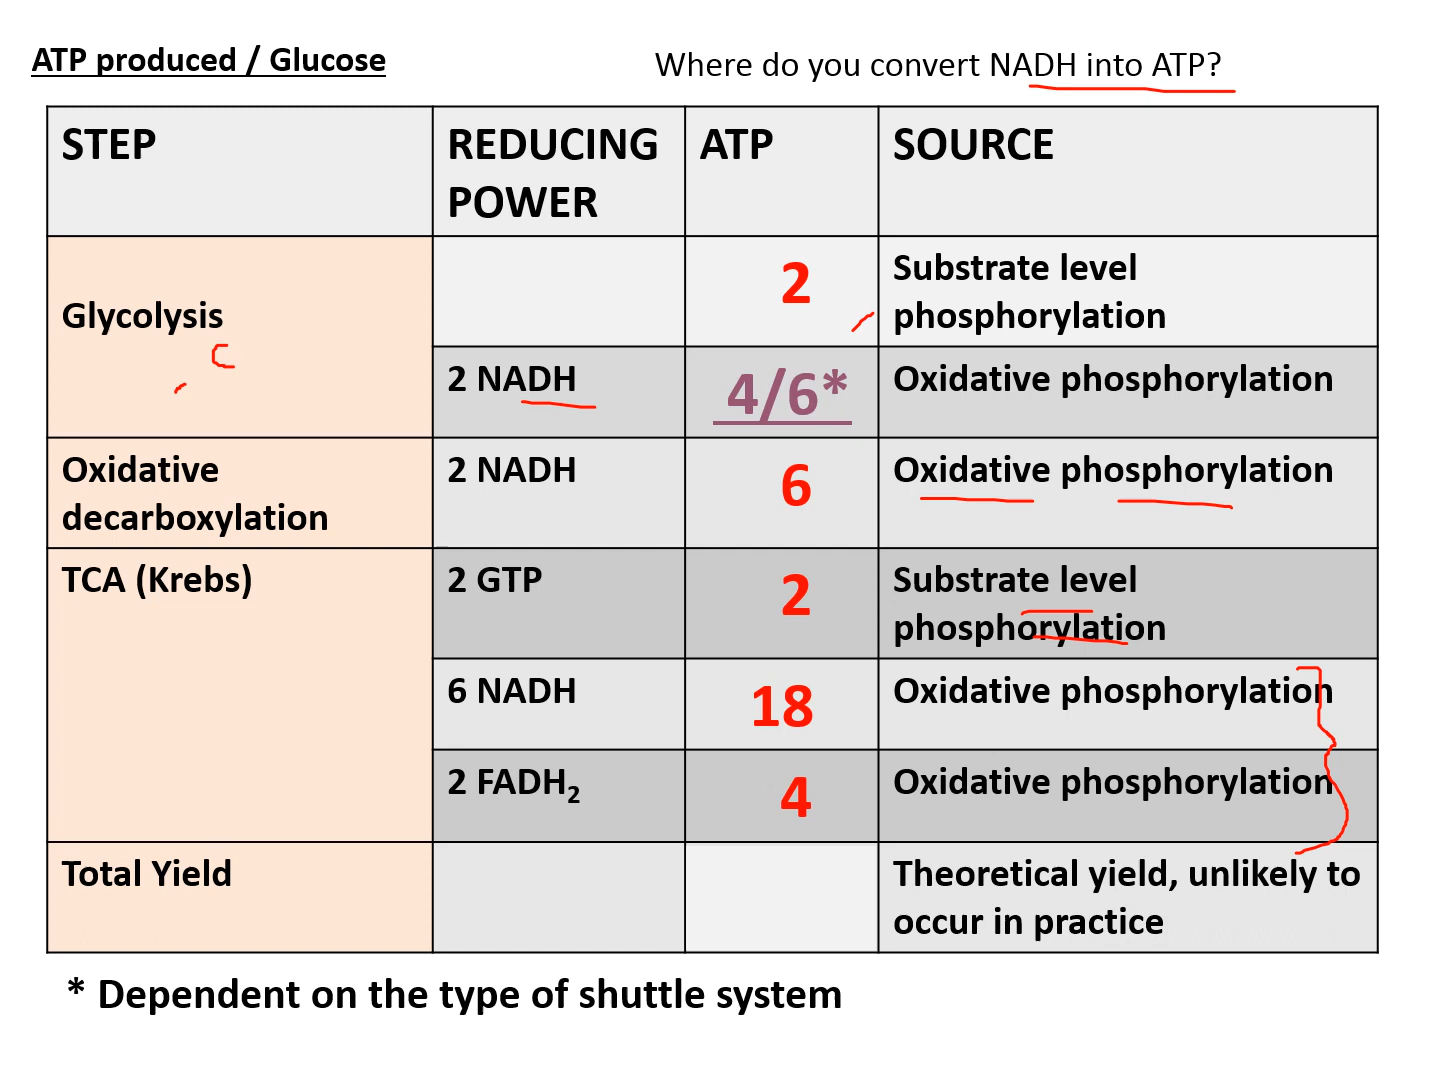 ATP produced / Glucose
Where do you convert NADH into ATP?
STEP
REDUCING
POWER
ATP
SOURCE
Glycolysis
2
Substrate level
phosphorylation
2 NADH
4/6*
Oxidative phosphorylation
Oxidative
decarboxylation
2 NADH
6
Oxidative phosphorylation
TCA (Krebs)
2 GTP
2
Substrate level
phosphorylation
6 NADH
18
Oxidative phosphorylation
2 FADH₂
4
Oxidative phosphorylation
Total Yield
Theoretical yield, unlikely to
occur in practice
* Dependent on the type of shuttle system